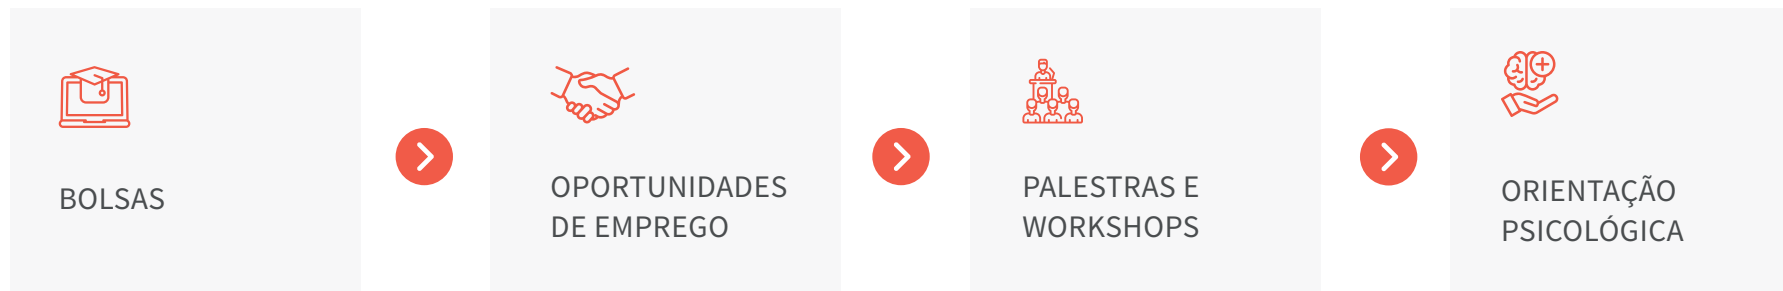 BOLSAS
OPORTUNIDADES
DE EMPREGO
PALESTRAS E
WORKSHOPS
ORIENTAÇÃO
PSICOLÓGICA